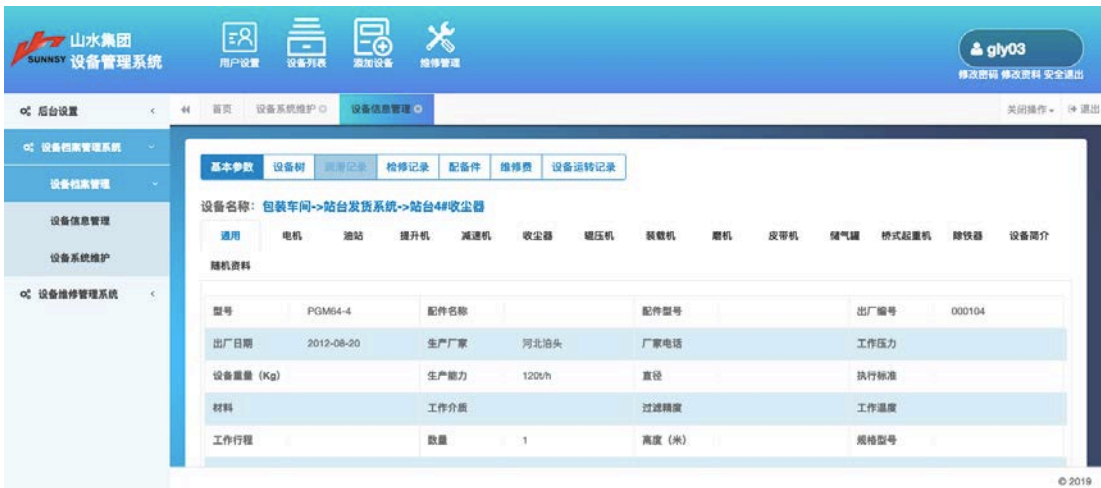 山水集团
SUNNSY 设备管理系统
用户设置 设备列表 添加设备 维修管理
gly03
修改密码 修改资料 安全退出
后台设置
首页 设备系统维护 设备信息管理 关闭操作 退出
设备档案管理系统
设备档案管理
设备信息管理
设备系统维护
设备维修管理系统
基本参数 设备树 润滑记录 检修记录 配备件 维修费 设备运转记录
设备名称：包装车间->站台发货系统->站台4#收尘器
通用 电机 油站 提升机 减速机 收尘器 辊压机 装载机 磨机 皮带机 储气罐 桥式起重机 除铁器 设备简介
随机资料
型号 PGM64-4 配件名称 配件型号 出厂编号 000104
出厂日期 2012-08-20 生产厂家 河北泊头 厂家电话 工作压力
设备重量（Kg） 生产能力 120t/h 直径 执行标准
材料 工作介质 过滤精度 工作温度
工作行程 数量 1 高度（米） 规格型号
© 2019